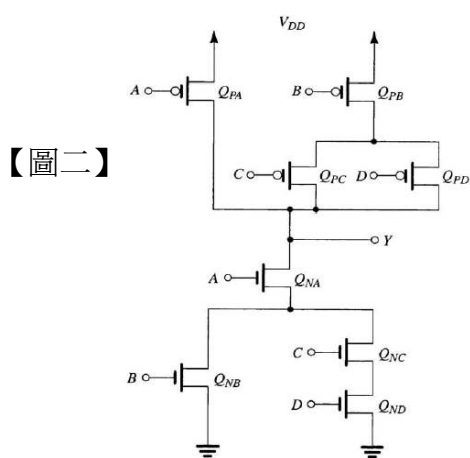 V_DD
A Q_PA B Q_PB
【圖二】
C Q_PC D Q_PD
Y
A Q_NA
C Q_NC
B Q_NB
D Q_ND